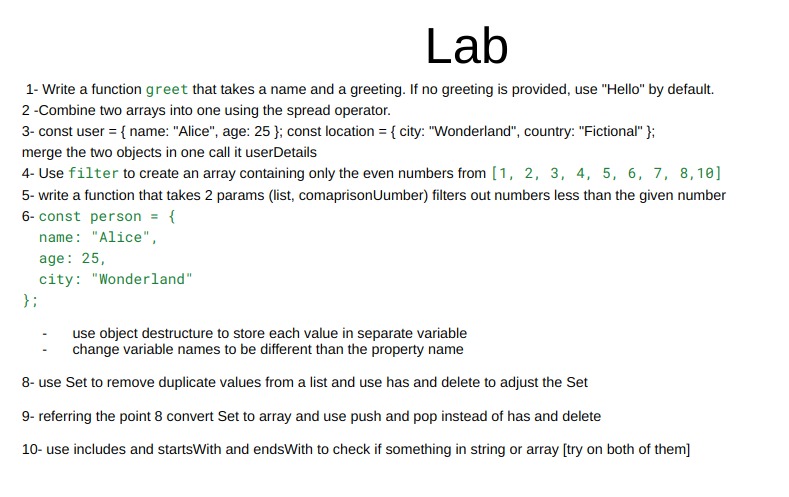 Lab
1- Write a function greet that takes a name and a greeting. If no greeting is provided, use "Hello" by default.
2 -Combine two arrays into one using the spread operator.
3- const user = { name: "Alice", age: 25 }; const location = { city: "Wonderland", country: "Fictional" };
merge the two objects in one call it userDetails
4- Use filter to create an array containing only the even numbers from [1, 2, 3, 4, 5, 6, 7, 8,10]
5- write a function that takes 2 params (list, comaprisonUumber) filters out numbers less than the given number
6- const person = {
name: "Alice",
age: 25,
city: "Wonderland"
};
- use object destructure to store each value in separate variable
- change variable names to be different than the property name
8- use Set to remove duplicate values from a list and use has and delete to adjust the Set
9- referring the point 8 convert Set to array and use push and pop instead of has and delete
10- use includes and startsWith and endsWith to check if something in string or array [try on both of them]